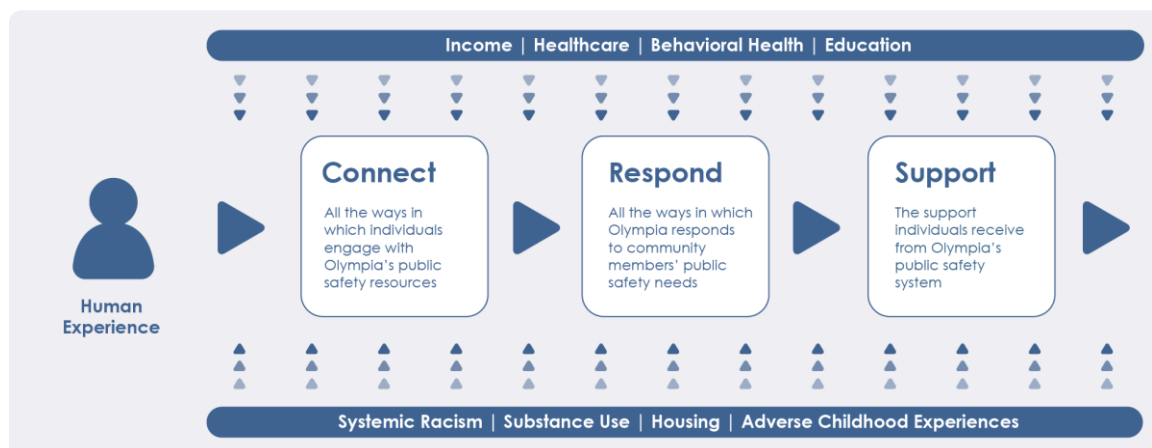 Income | Healthcare | Behavioral Health | Education
Connect
All the ways in
which individuals
engage with
Olympia's public
safety resources
Respond
All the ways in which
Olympia responds
to community
members' public
safety needs
Support
The support
individuals receive
from Olympia's
public safety
system
Human
Experience
Systemic Racism | Substance Use | Housing | Adverse Childhood Experiences